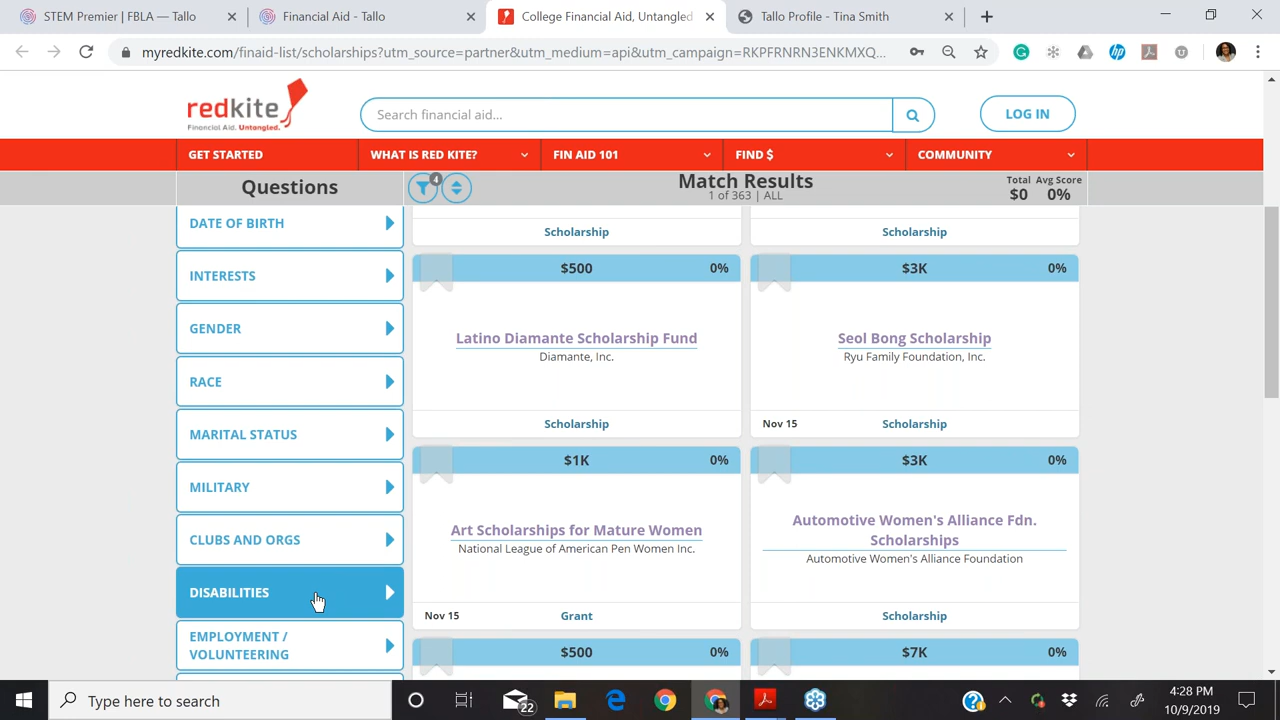 STEM Premier | FBLA — Tallo
Financial Aid - Tallo
College Financial Aid, Untangled
Tallo Profile - Tina Smith
myredkite.com/finaid-list/scholarships?utm_source=partner&utm_medium=api&utm_campaign=RKPFRNRN3ENKMXQ...
redkite
Financial Aid. Untangled.
Search financial aid...
LOG IN
GET STARTED
WHAT IS RED KITE?
FIN AID 101
FIND $
COMMUNITY
Questions
4
Match Results
1 of 363 | ALL
Total
$0
Avg Score
0%
DATE OF BIRTH
INTERESTS
GENDER
RACE
MARITAL STATUS
MILITARY
CLUBS AND ORGS
DISABILITIES
EMPLOYMENT /
VOLUNTEERING
Scholarship
Scholarship
$500 0%
Latino Diamante Scholarship Fund
Diamante, Inc.
Scholarship
$3K 0%
Seol Bong Scholarship
Ryu Family Foundation, Inc.
Nov 15 Scholarship
$1K 0%
Art Scholarships for Mature Women
National League of American Pen Women Inc.
Nov 15 Grant
$3K 0%
Automotive Women's Alliance Fdn.
Scholarships
Automotive Women's Alliance Foundation
Scholarship
$500 0%
$7K 0%
Type here to search
22
4:28 PM
10/9/2019